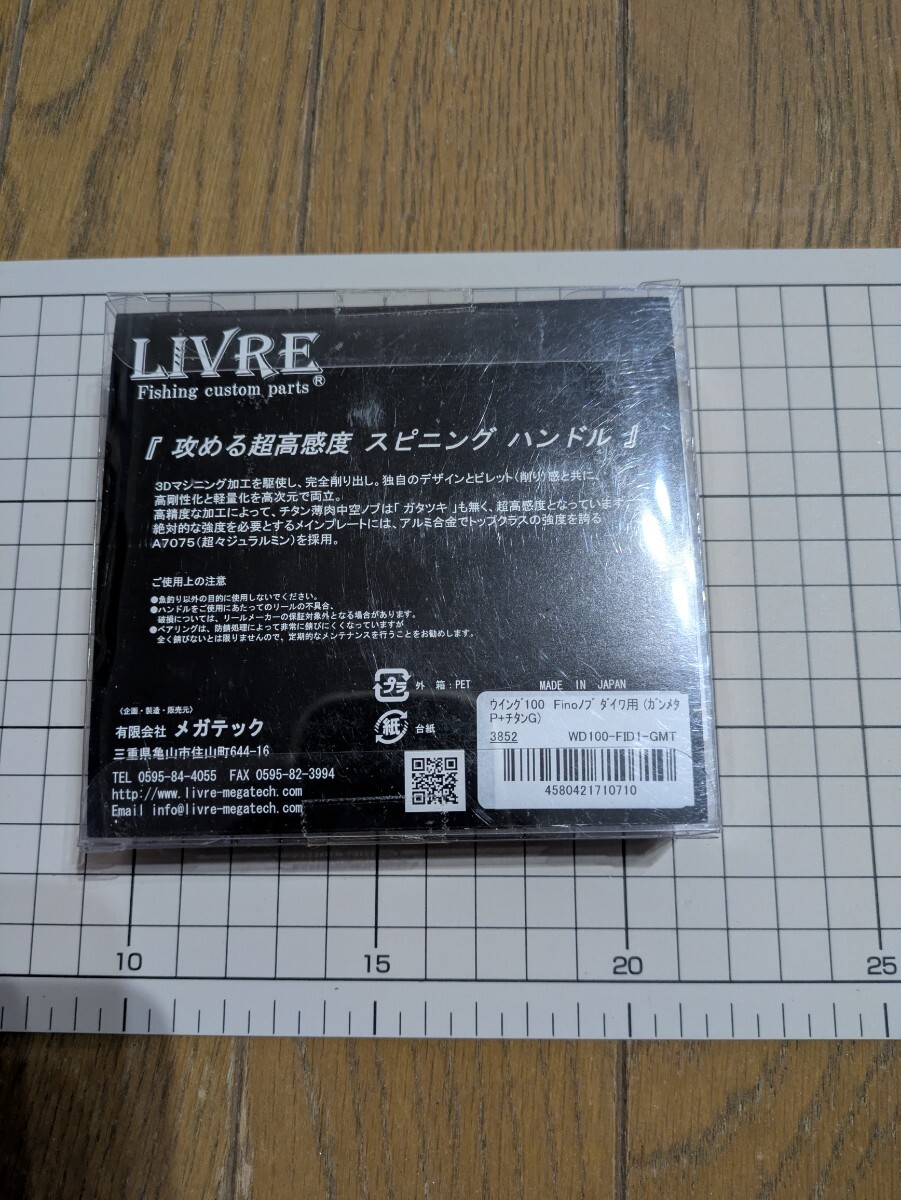 LIVRE
Fishing custom parts®
『 攻める超高感度 スピニング ハンドル 』
3Dマシニング加工を駆使し、完全削り出し。独自のデザインとビレット（削り）感と共に、
高剛性化と軽量化を高次元で両立。
高精度な加工によって、チタン薄肉中空ノブは「 ガタツキ 」も無く、超高感度となっています。
絶対的な強度を必要とするメインプレートには、アルミ合金でトップクラスの強度を誇る
A7075（超々ジュラルミン）を採用。
ご使用上の注意
●魚釣り以外の目的に使用しないでください。
●ハンドルをご使用にあたってのリールの不具合、
破損については、リールメーカーの保証対象外となる場合があります。
●ベアリングは、防錆処理によって非常に錆びにくくなっていますが
全く錆びないとは限りませんので、定期的なメンテナンスを行うことをお勧めします。
プラ 外 箱：PET
MADE IN JAPAN
紙 台紙
〈企画・製造・販売元〉
有限会社 メガテック
三重県亀山市住山町644-16
TEL 0595-84-4055 FAX 0595-82-3994
http://www.livre-megatech.com
Email info@livre-megatech.com
ウイング100 Finoノブ ダイワ用 (ガンメタ
P+チタンG)
3852 WD100-FID1-GMT
4580421710710
10 15 20 25